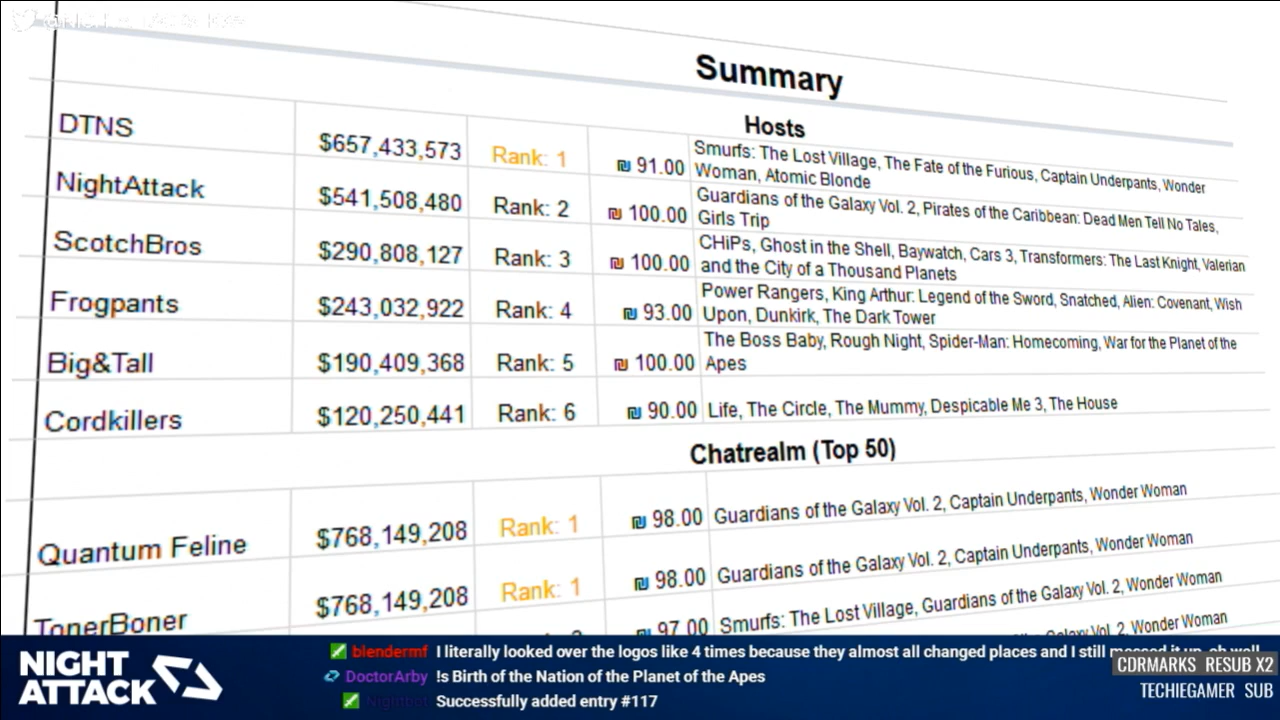 Summary
Hosts
DTNS $657,433,573 Rank: 1 ₪ 91.00 Smurfs: The Lost Village, The Fate of the Furious, Captain Underpants, Wonder
Woman, Atomic Blonde
NightAttack $541,508,480 Rank: 2 ₪ 100.00 Guardians of the Galaxy Vol. 2, Pirates of the Caribbean: Dead Men Tell No Tales,
Girls Trip
ScotchBros $290,808,127 Rank: 3 ₪ 100.00 CHiPs, Ghost in the Shell, Baywatch, Cars 3, Transformers: The Last Knight, Valerian
and the City of a Thousand Planets
Frogpants $243,032,922 Rank: 4 ₪ 93.00 Power Rangers, King Arthur: Legend of the Sword, Snatched, Alien: Covenant, Wish
Upon, Dunkirk, The Dark Tower
Big&Tall $190,409,368 Rank: 5 ₪ 100.00 The Boss Baby, Rough Night, Spider-Man: Homecoming, War for the Planet of the
Apes
Cordkillers $120,250,441 Rank: 6 ₪ 90.00 Life, The Circle, The Mummy, Despicable Me 3, The House
Chatrealm (Top 50)
Quantum Feline $768,149,208 Rank: 1 ₪ 98.00 Guardians of the Galaxy Vol. 2, Captain Underpants, Wonder Woman
TonerBoner $768,149,208 Rank: 1 ₪ 98.00 Guardians of the Galaxy Vol. 2, Captain Underpants, Wonder Woman
₪ 97.00 Smurfs: The Lost Village, Guardians of the Galaxy Vol. 2, Wonder Woman
Galaxy Vol. 2, Wonder Woman
NIGHT
ATTACK
blendermf I literally looked over the logos like 4 times because they almost all changed places and I still messed it up, oh well
DoctorArby !s Birth of the Nation of the Planet of the Apes
Nightbot Successfully added entry #117
CDRMARKS RESUB X2
TECHIEGAMER SUB